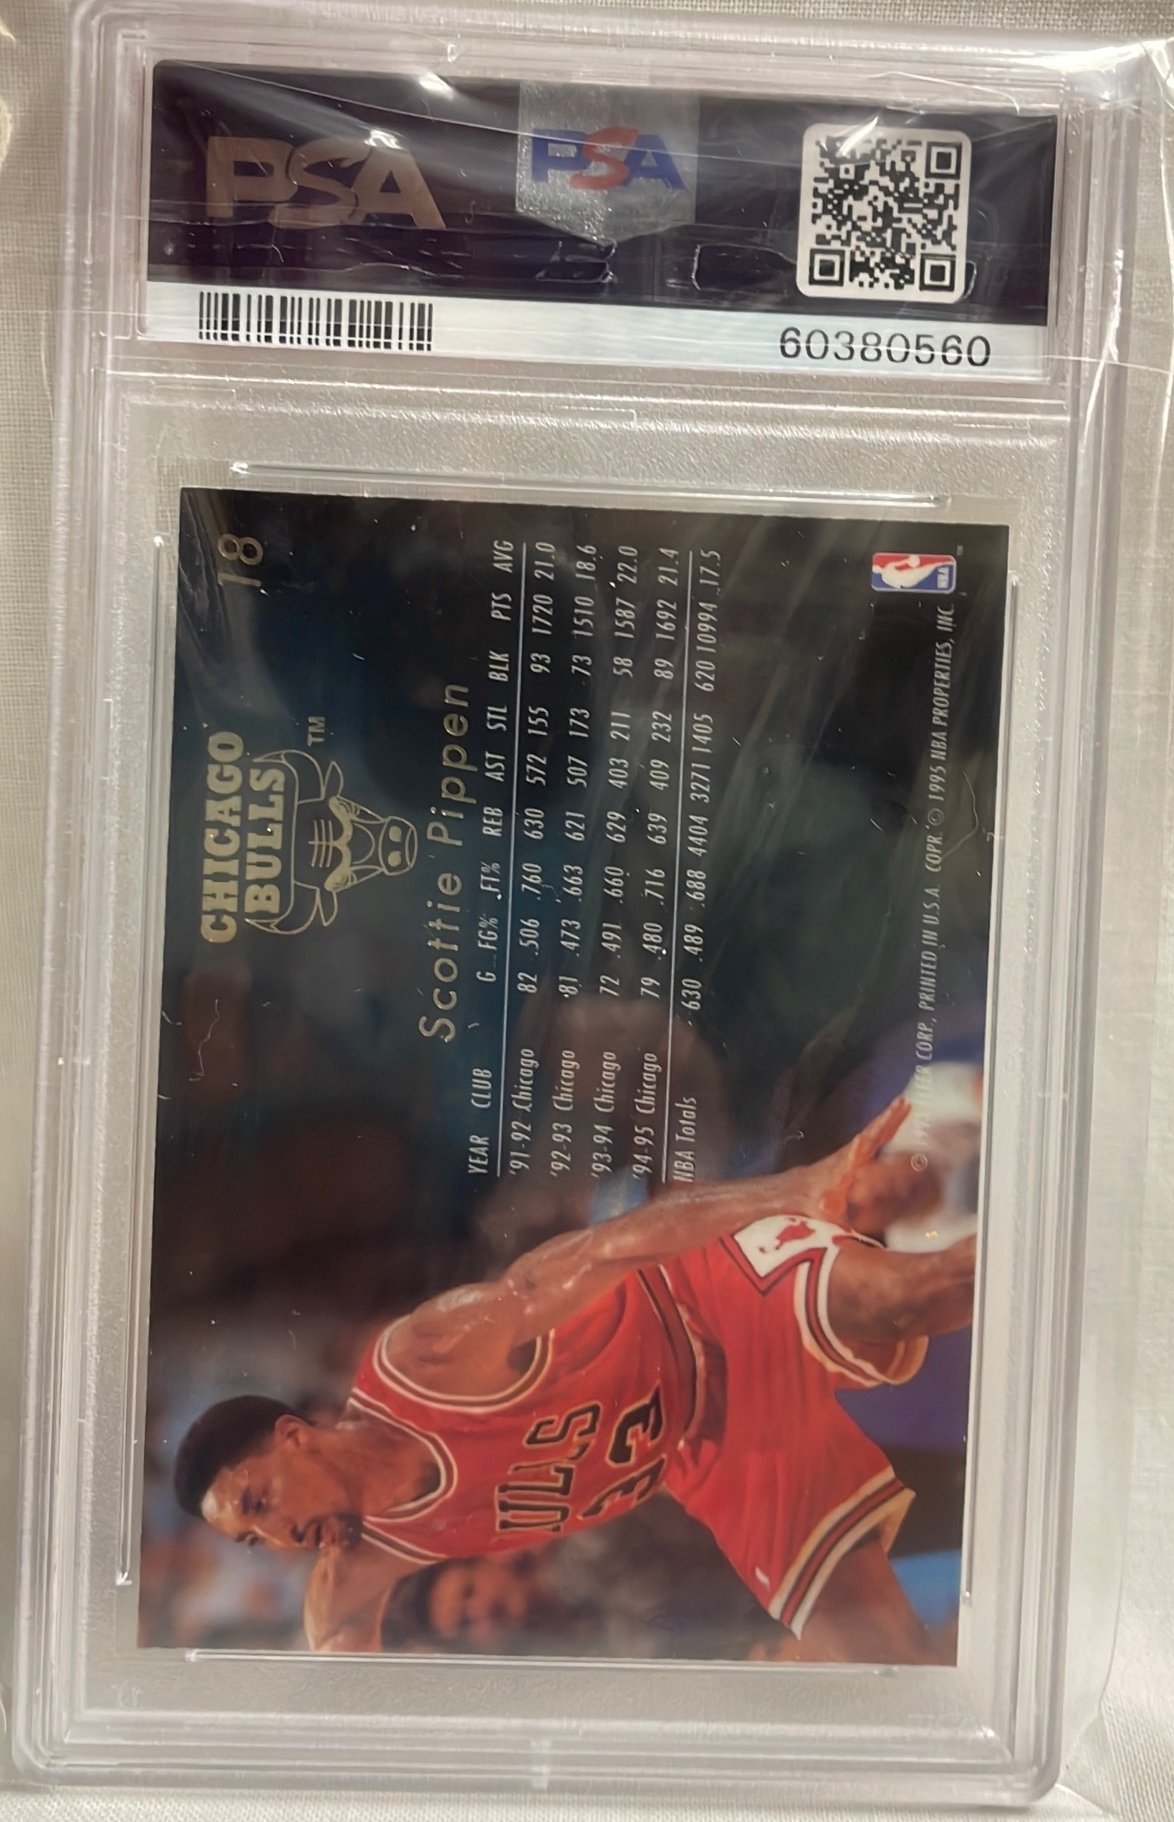 PSA
PSA
60380560
18
CHICAGO
BULLS
TM
Scottie Pippen
YEAR CLUB G FG% FT% REB AST STL BLK PTS AVG
'91-92 Chicago 82 .506 .760 630 572 155 93 1720 21.0
'92-93 Chicago 81 .473 .663 621 507 173 73 1510 18.6
'93-94 Chicago 72 .491 .660 629 403 211 58 1587 22.0
'94-95 Chicago 79 .480 .716 639 409 232 89 1692 21.4
NBA Totals 630 .489 .688 4404 3271 1405 620 10994 17.5
© CORP., PRINTED IN U.S.A. COPR. © 1995 NBA PROPERTIES, INC.
NBA
ULLS
33